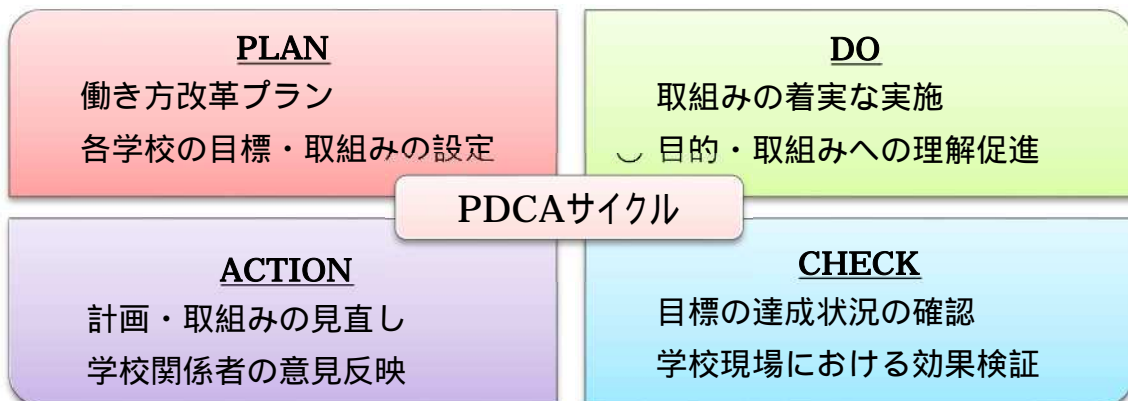 PLAN
働き方改革プラン
各学校の目標・取組みの設定
DO
取組みの着実な実施
目的・取組みへの理解促進
PDCAサイクル
ACTION
計画・取組みの見直し
学校関係者の意見反映
CHECK
目標の達成状況の確認
学校現場における効果検証